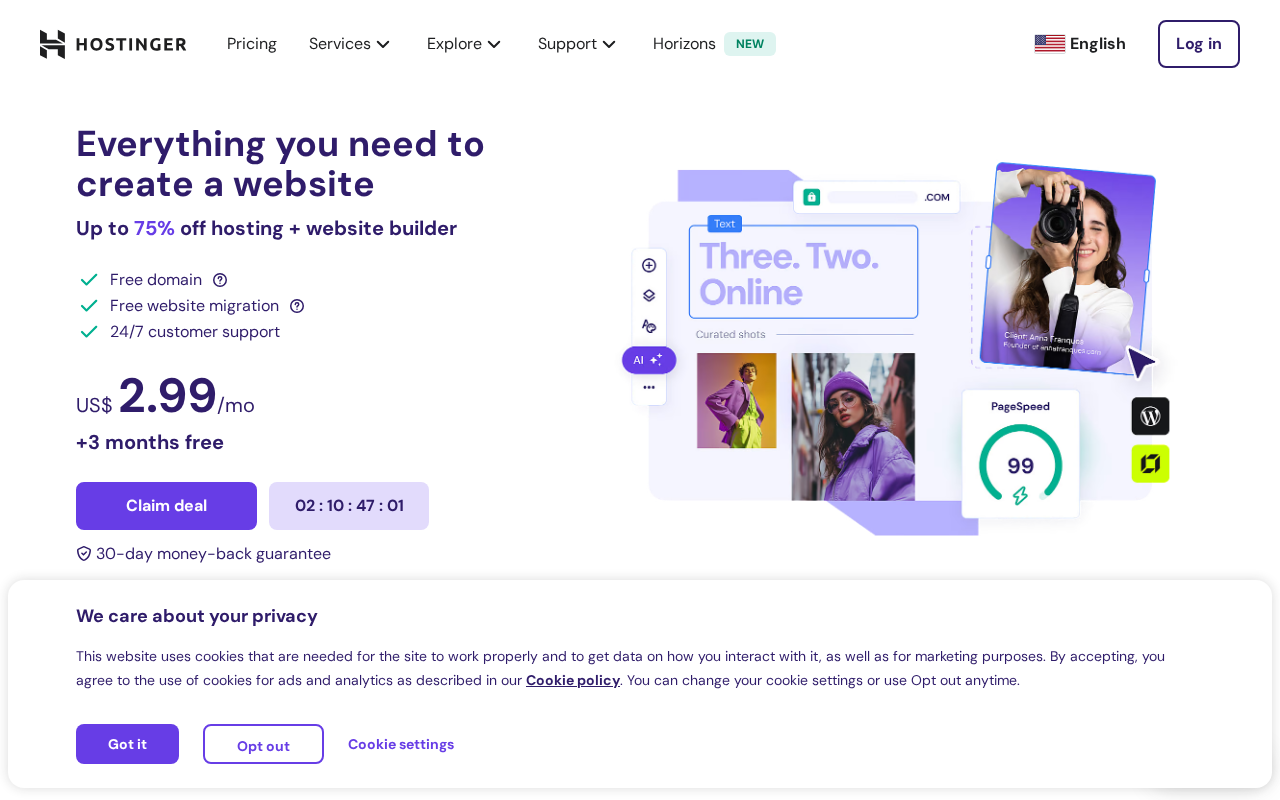 HOSTINGER
Pricing
Services
Explore
Support
Horizons
NEW
English
Log in
Everything you need to
create a website
Up to 75% off hosting + website builder
Free domain
Free website migration
24/7 customer support
US$ 2.99/mo
+3 months free
Claim deal
02 : 10 : 47 : 01
30-day money-back guarantee
.COM
Text
Three. Two.
Online
Curated shots
AI
Client: Anna Franques
Founder of annafranques.com
PageSpeed
99
We care about your privacy
This website uses cookies that are needed for the site to work properly and to get data on how you interact with it, as well as for marketing purposes. By accepting, you
agree to the use of cookies for ads and analytics as described in our Cookie policy. You can change your cookie settings or use Opt out anytime.
Got it
Opt out
Cookie settings